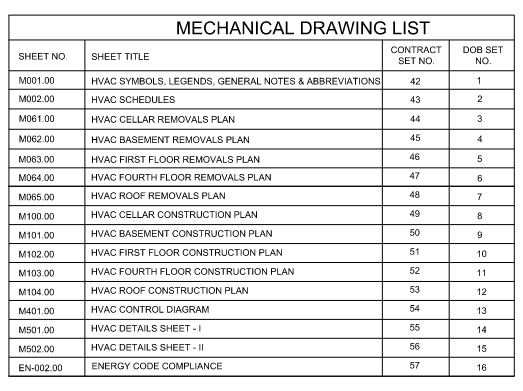 MECHANICAL DRAWING LIST
SHEET NO. SHEET TITLE CONTRACT SET NO. DOB SET NO.
M001.00 HVAC SYMBOLS, LEGENDS, GENERAL NOTES & ABBREVIATIONS 42 1
M002.00 HVAC SCHEDULES 43 2
M061.00 HVAC CELLAR REMOVALS PLAN 44 3
M062.00 HVAC BASEMENT REMOVALS PLAN 45 4
M063.00 HVAC FIRST FLOOR REMOVALS PLAN 46 5
M064.00 HVAC FOURTH FLOOR REMOVALS PLAN 47 6
M065.00 HVAC ROOF REMOVALS PLAN 48 7
M100.00 HVAC CELLAR CONSTRUCTION PLAN 49 8
M101.00 HVAC BASEMENT CONSTRUCTION PLAN 50 9
M102.00 HVAC FIRST FLOOR CONSTRUCTION PLAN 51 10
M103.00 HVAC FOURTH FLOOR CONSTRUCTION PLAN 52 11
M104.00 HVAC ROOF CONSTRUCTION PLAN 53 12
M401.00 HVAC CONTROL DIAGRAM 54 13
M501.00 HVAC DETAILS SHEET - I 55 14
M502.00 HVAC DETAILS SHEET - II 56 15
EN-002.00 ENERGY CODE COMPLIANCE 57 16